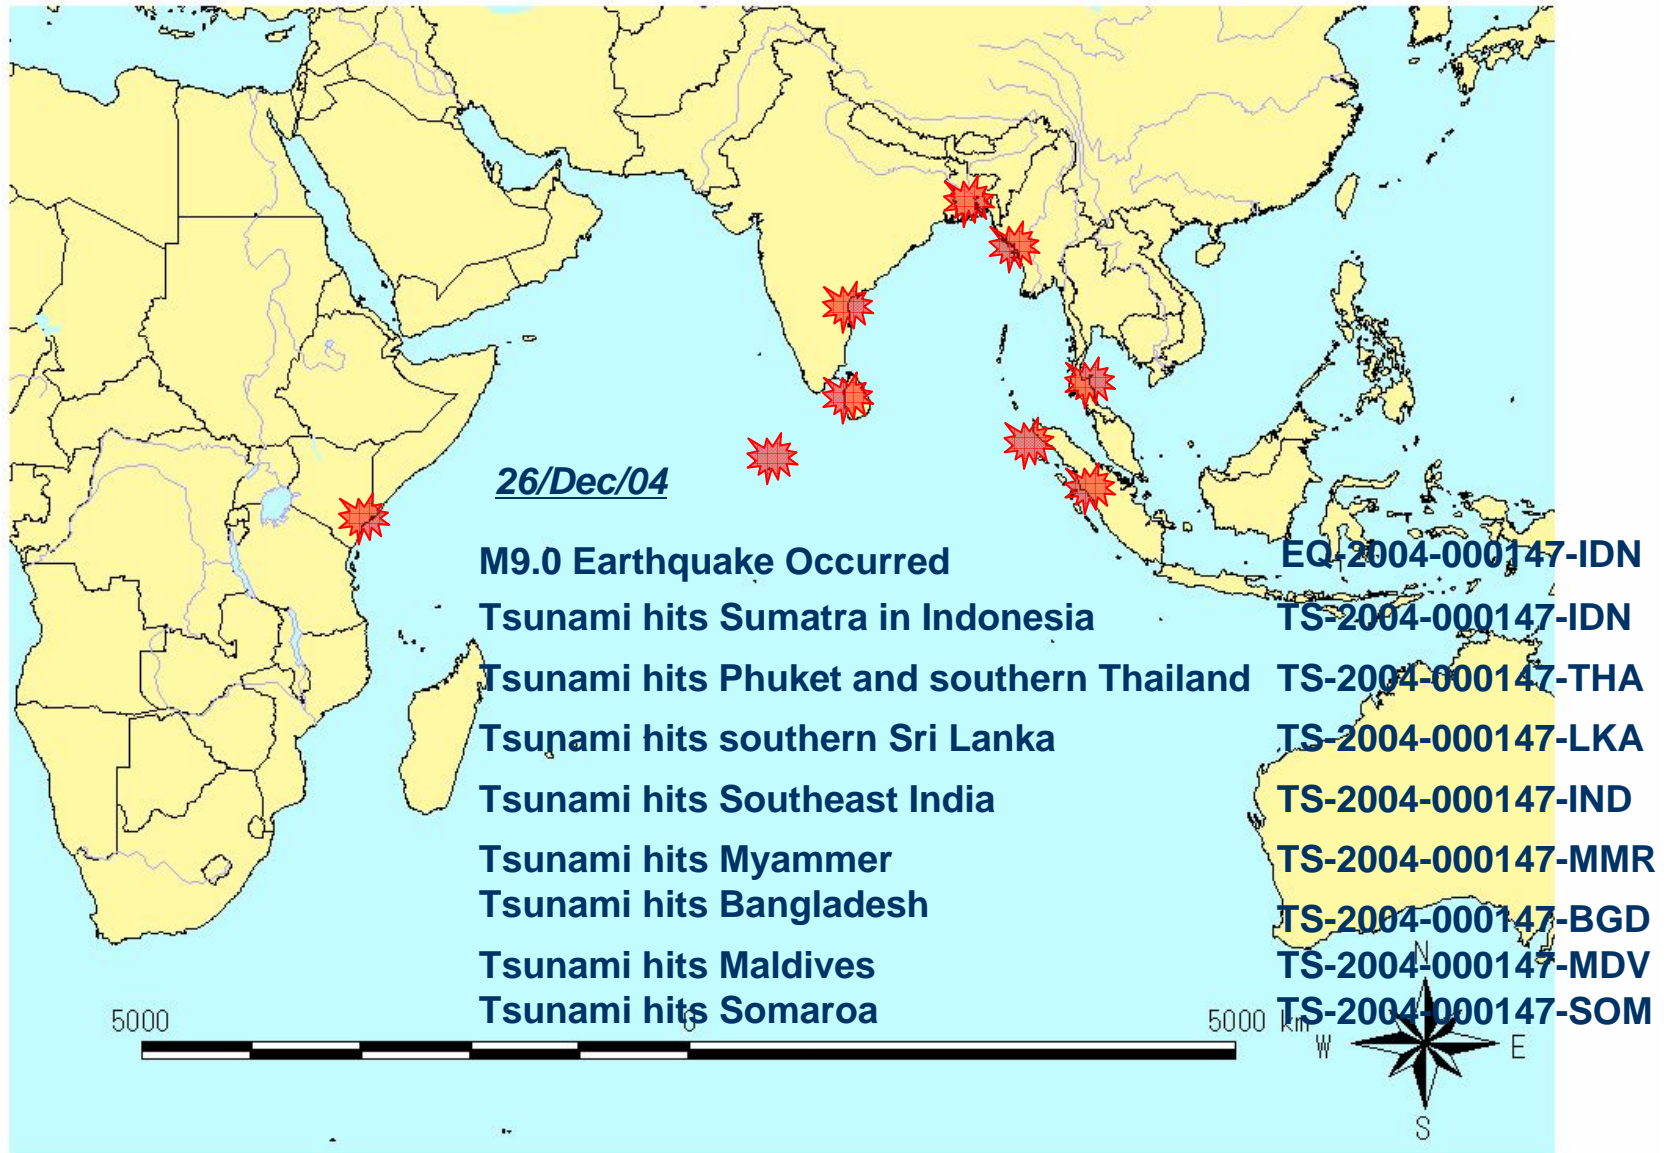 26/Dec/04
M9.0 Earthquake Occurred EQ-2004-000147-IDN
Tsunami hits Sumatra in Indonesia TS-2004-000147-IDN
Tsunami hits Phuket and southern Thailand TS-2004-000147-THA
Tsunami hits southern Sri Lanka TS-2004-000147-LKA
Tsunami hits Southeast India TS-2004-000147-IND
Tsunami hits Myammer TS-2004-000147-MMR
Tsunami hits Bangladesh TS-2004-000147-BGD
Tsunami hits Maldives TS-2004-000147-MDV
Tsunami hits Somaroa TS-2004-000147-SOM
5000 0 5000 km
N
W E
S